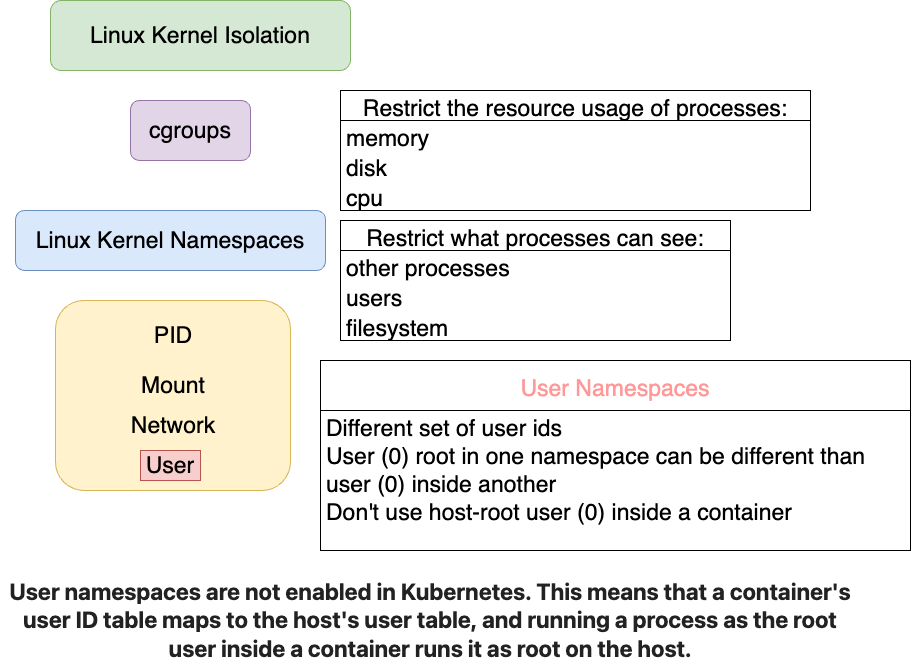 Linux Kernel Isolation
cgroups
Restrict the resource usage of processes:
memory
disk
cpu
Linux Kernel Namespaces
Restrict what processes can see:
other processes
users
filesystem
PID
Mount
Network
User
User Namespaces
Different set of user ids
User (0) root in one namespace can be different than
user (0) inside another
Don't use host-root user (0) inside a container
User namespaces are not enabled in Kubernetes. This means that a container's
user ID table maps to the host's user table, and running a process as the root
user inside a container runs it as root on the host.